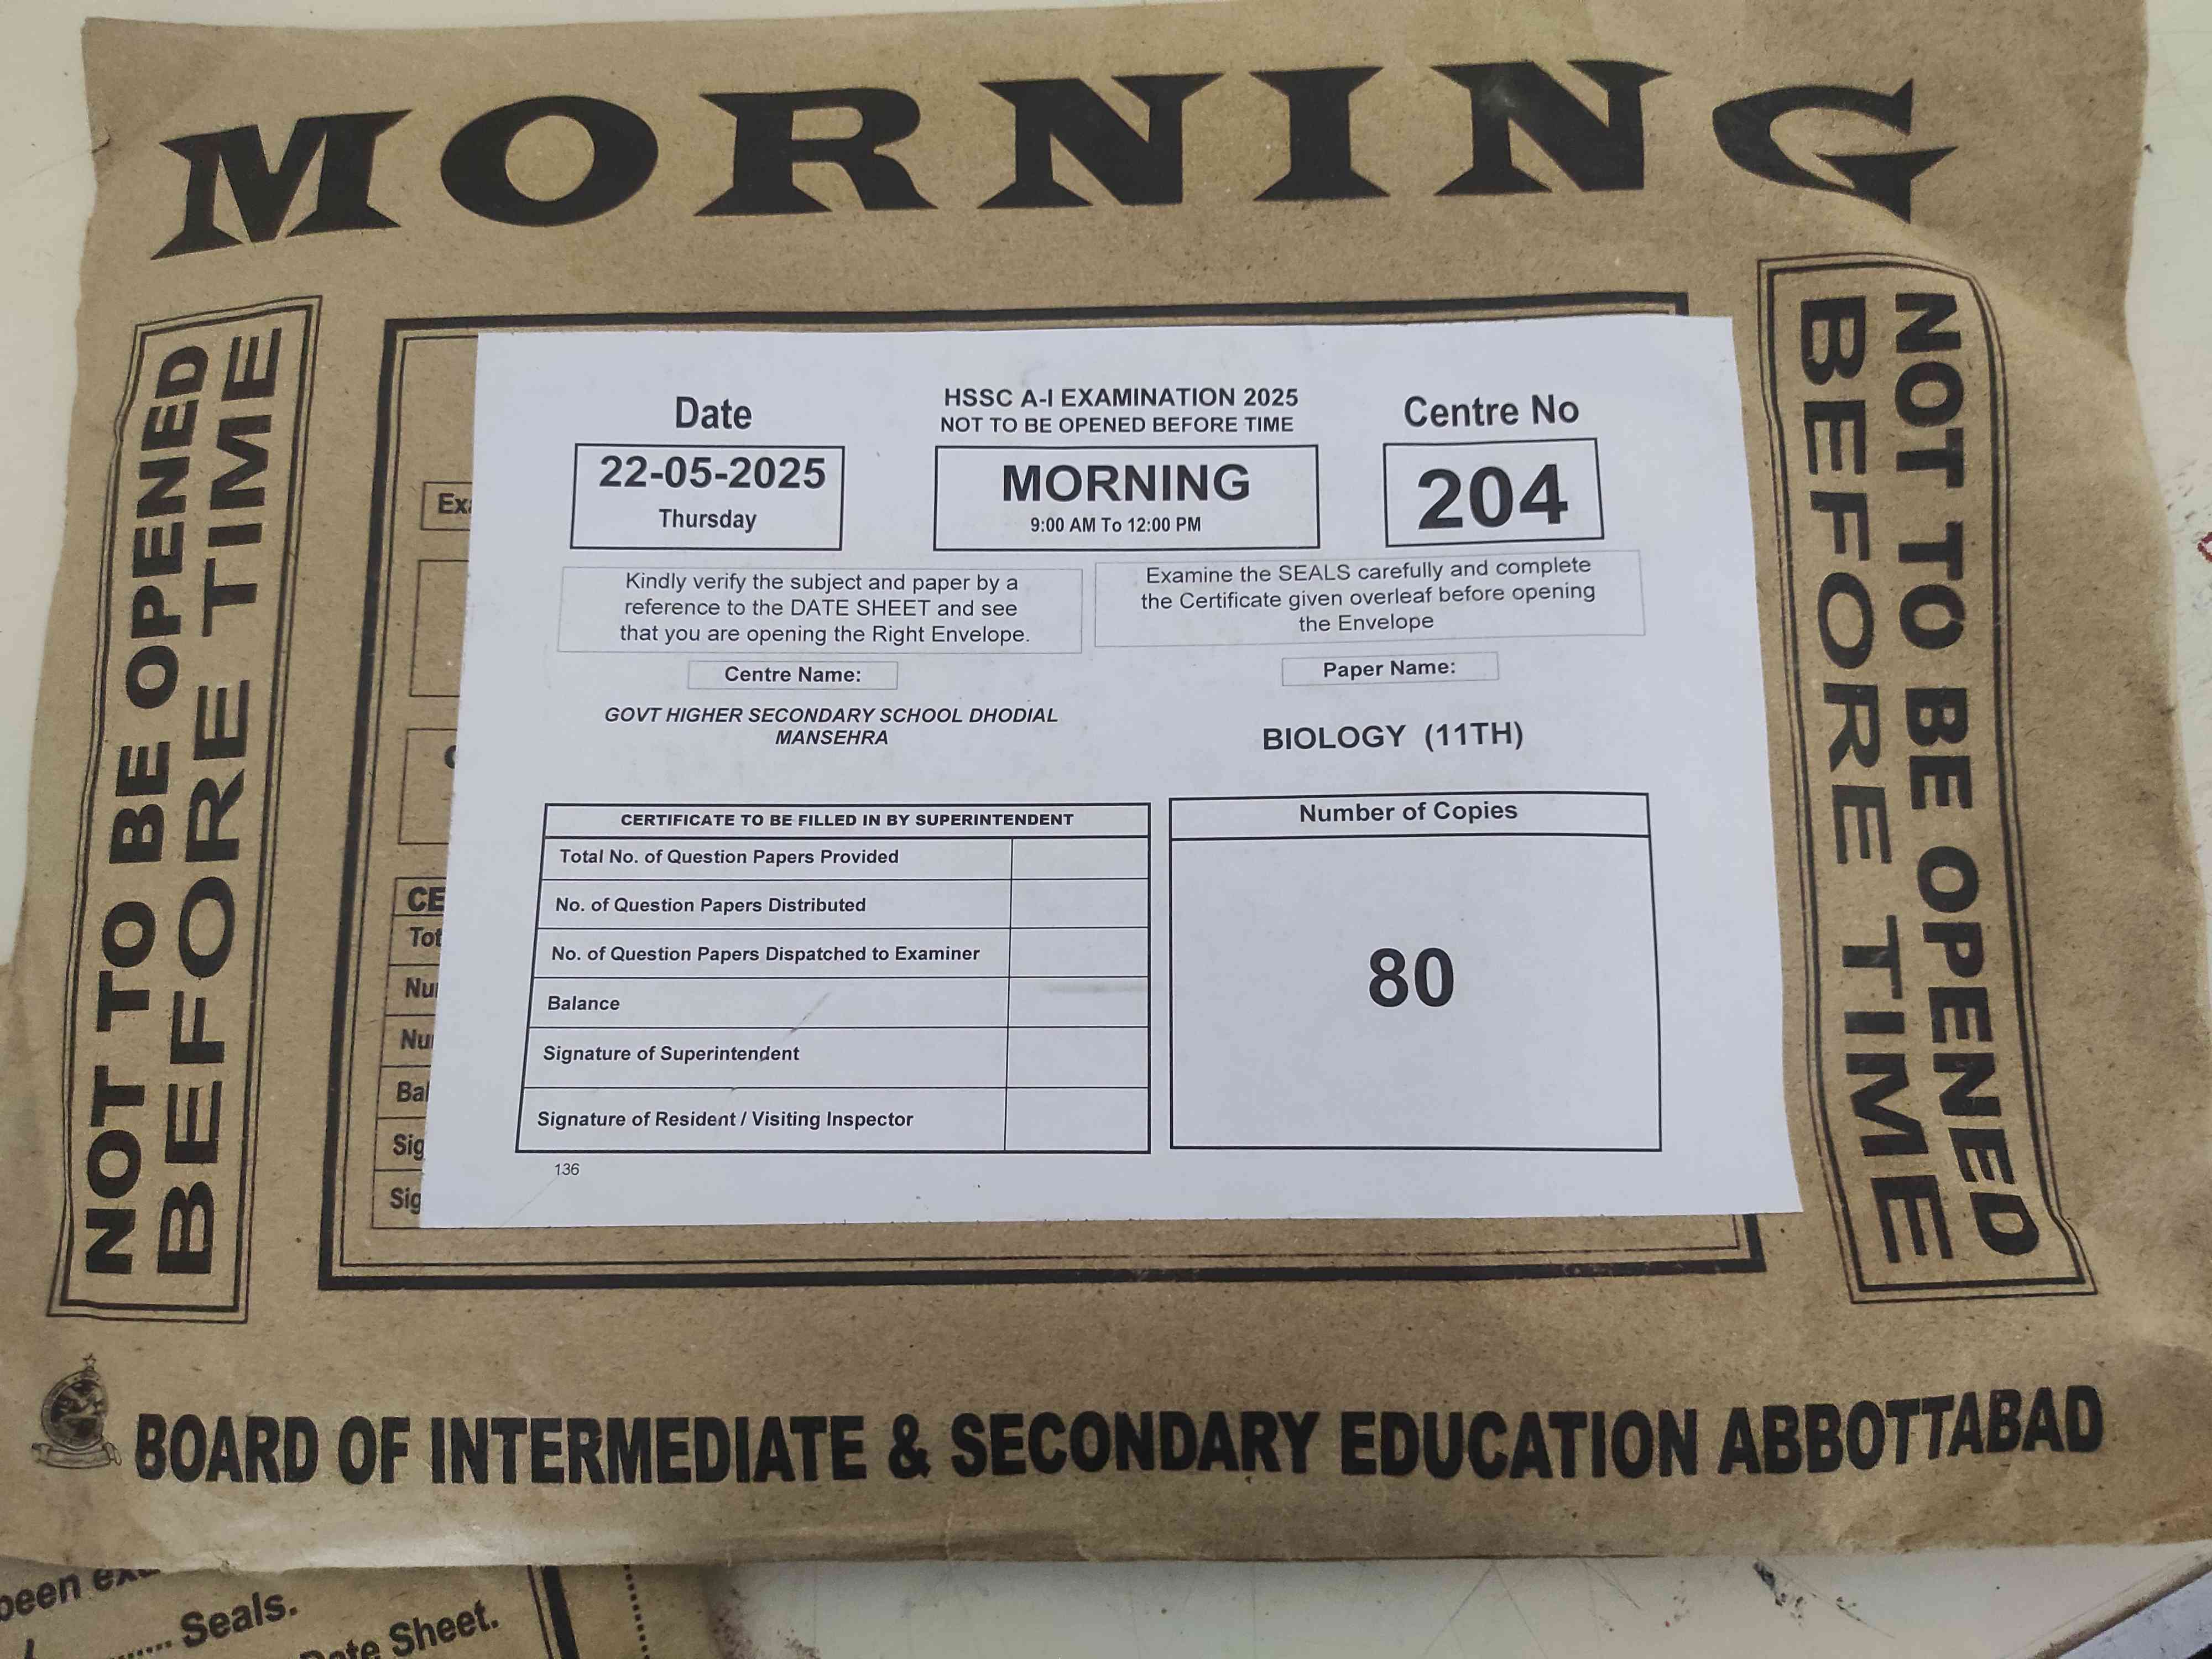 MORNING
NOT TO BE OPENED
BEFORE TIME
NOT TO BE OPENED
BEFORE TIME
Date
22-05-2025
Thursday
HSSC A-I EXAMINATION 2025
NOT TO BE OPENED BEFORE TIME
MORNING
9:00 AM To 12:00 PM
Centre No
204
Kindly verify the subject and paper by a
reference to the DATE SHEET and see
that you are opening the Right Envelope.
Examine the SEALS carefully and complete
the Certificate given overleaf before opening
the Envelope
Centre Name:
GOVT HIGHER SECONDARY SCHOOL DHODIAL
MANSEHRA
Paper Name:
BIOLOGY (11TH)
CERTIFICATE TO BE FILLED IN BY SUPERINTENDENT
Total No. of Question Papers Provided
No. of Question Papers Distributed
No. of Question Papers Dispatched to Examiner
Balance
Signature of Superintendent
Signature of Resident / Visiting Inspector
136
Number of Copies
80
BOARD OF INTERMEDIATE & SECONDARY EDUCATION ABBOTTABAD
been
Seals.
Date Sheet.